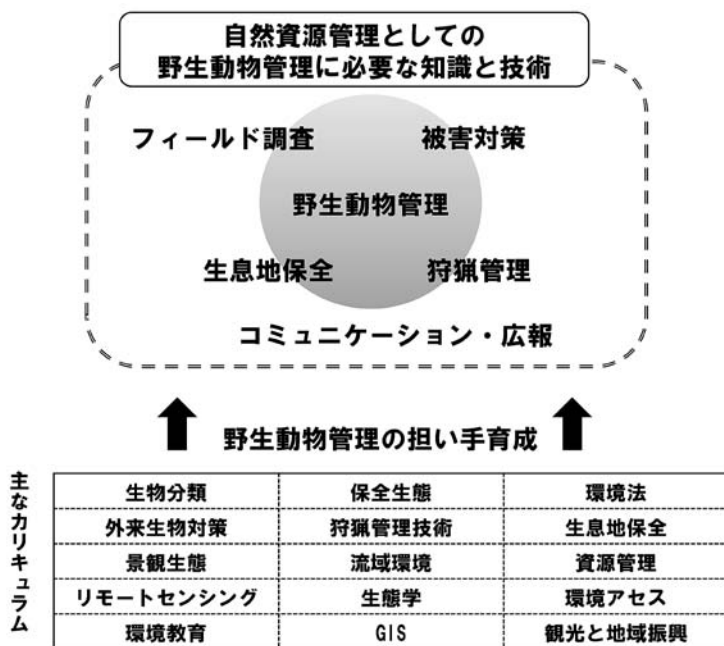 自然資源管理としての
野生動物管理に必要な知識と技術
フィールド調査 被害対策
野生動物管理
生息地保全 狩猟管理
コミュニケーション・広報
野生動物管理の担い手育成
主なカリキュラム
生物分類 保全生態 環境法
外来生物対策 狩猟管理技術 生息地保全
景観生態 流域環境 資源管理
リモートセンシング 生態学 環境アセス
環境教育 GIS 観光と地域振興